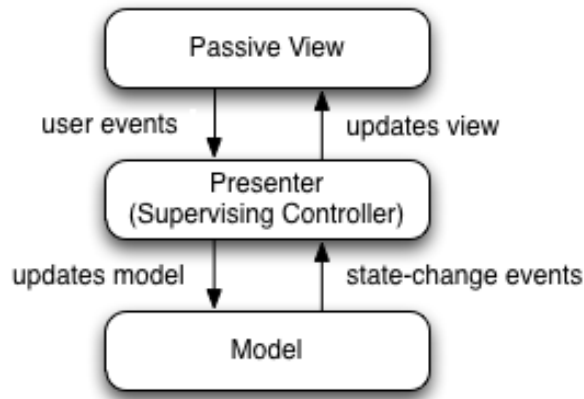 Passive View
user events
updates view
Presenter
(Supervising Controller)
updates model
state-change events
Model